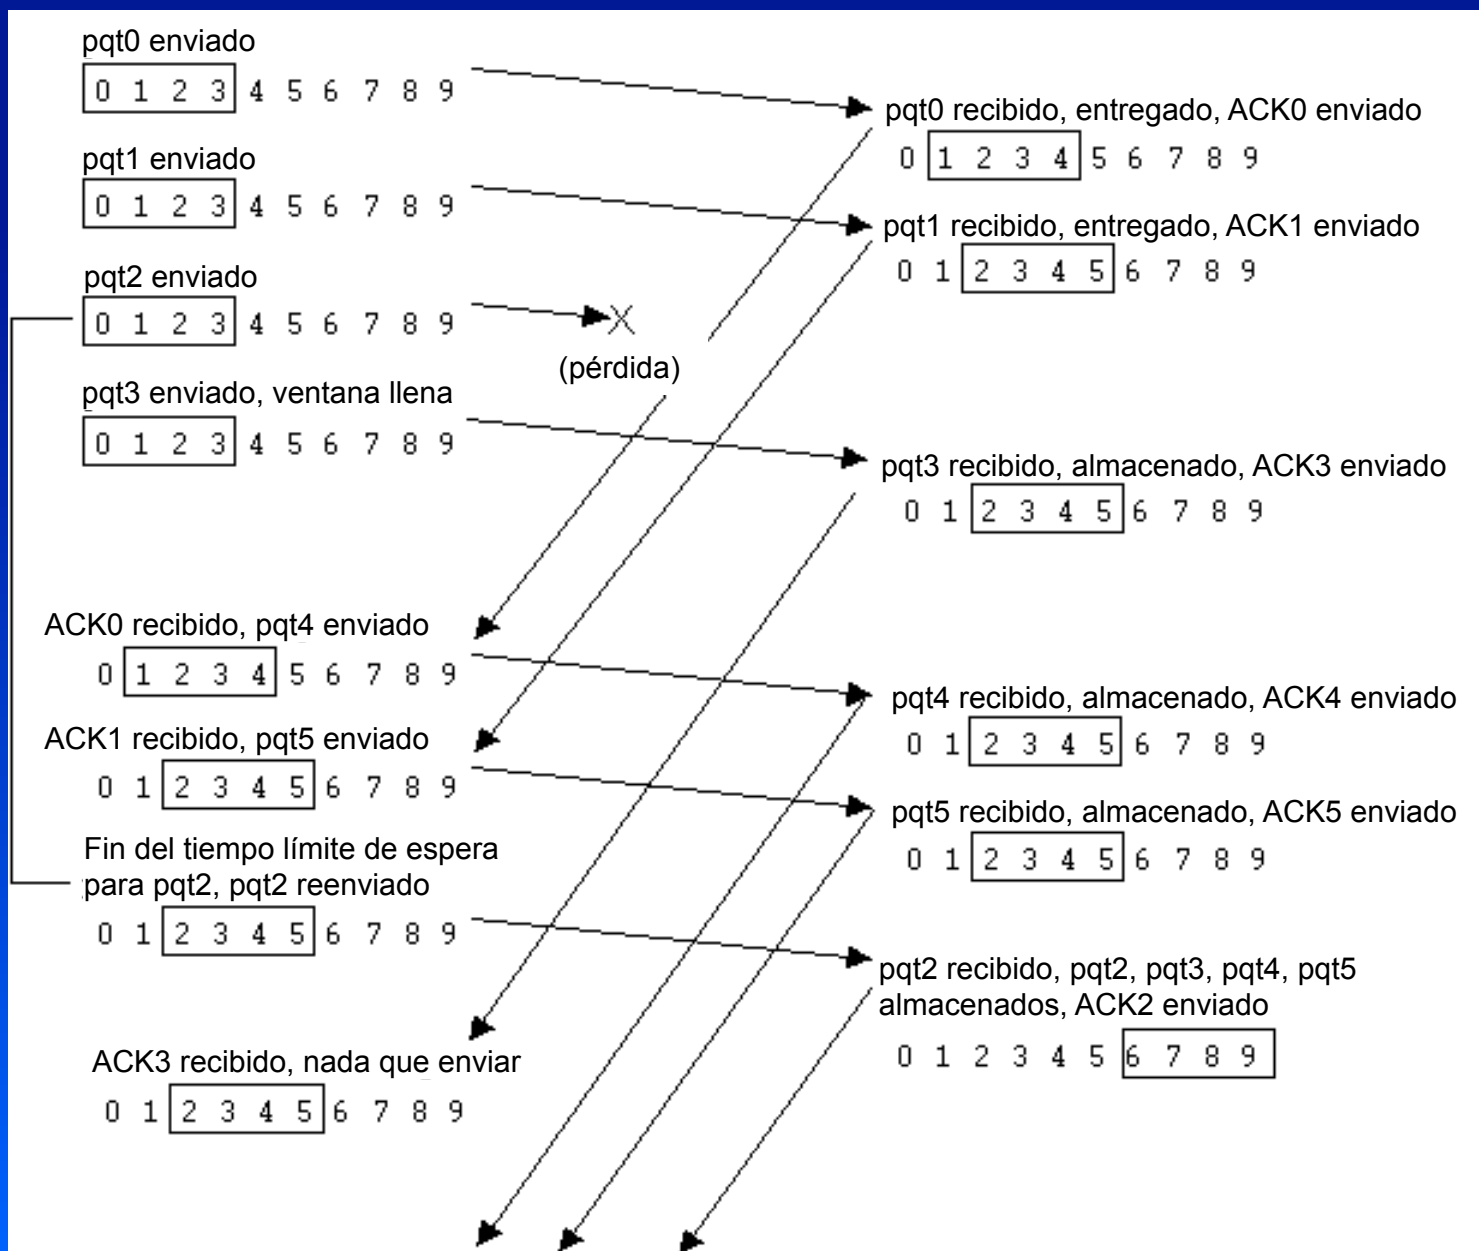 pqt0 enviado
0 1 2 3 4 5 6 7 8 9
pqt0 recibido, entregado, ACK0 enviado
0 1 2 3 4 5 6 7 8 9
pqt1 enviado
0 1 2 3 4 5 6 7 8 9
pqt1 recibido, entregado, ACK1 enviado
0 1 2 3 4 5 6 7 8 9
pqt2 enviado
0 1 2 3 4 5 6 7 8 9
X
(pérdida)
pqt3 enviado, ventana llena
0 1 2 3 4 5 6 7 8 9
pqt3 recibido, almacenado, ACK3 enviado
0 1 2 3 4 5 6 7 8 9
ACK0 recibido, pqt4 enviado
0 1 2 3 4 5 6 7 8 9
pqt4 recibido, almacenado, ACK4 enviado
0 1 2 3 4 5 6 7 8 9
ACK1 recibido, pqt5 enviado
0 1 2 3 4 5 6 7 8 9
pqt5 recibido, almacenado, ACK5 enviado
0 1 2 3 4 5 6 7 8 9
Fin del tiempo límite de espera
para pqt2, pqt2 reenviado
0 1 2 3 4 5 6 7 8 9
pqt2 recibido, pqt2, pqt3, pqt4, pqt5
almacenados, ACK2 enviado
0 1 2 3 4 5 6 7 8 9
ACK3 recibido, nada que enviar
0 1 2 3 4 5 6 7 8 9